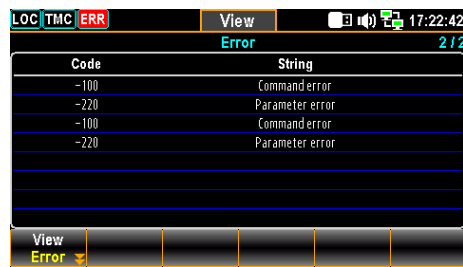 LOC TMC ERR View 17:22:42
Error 2/2
Code String
-100 Command error
-220 Parameter error
-100 Command error
-220 Parameter error
View
Error